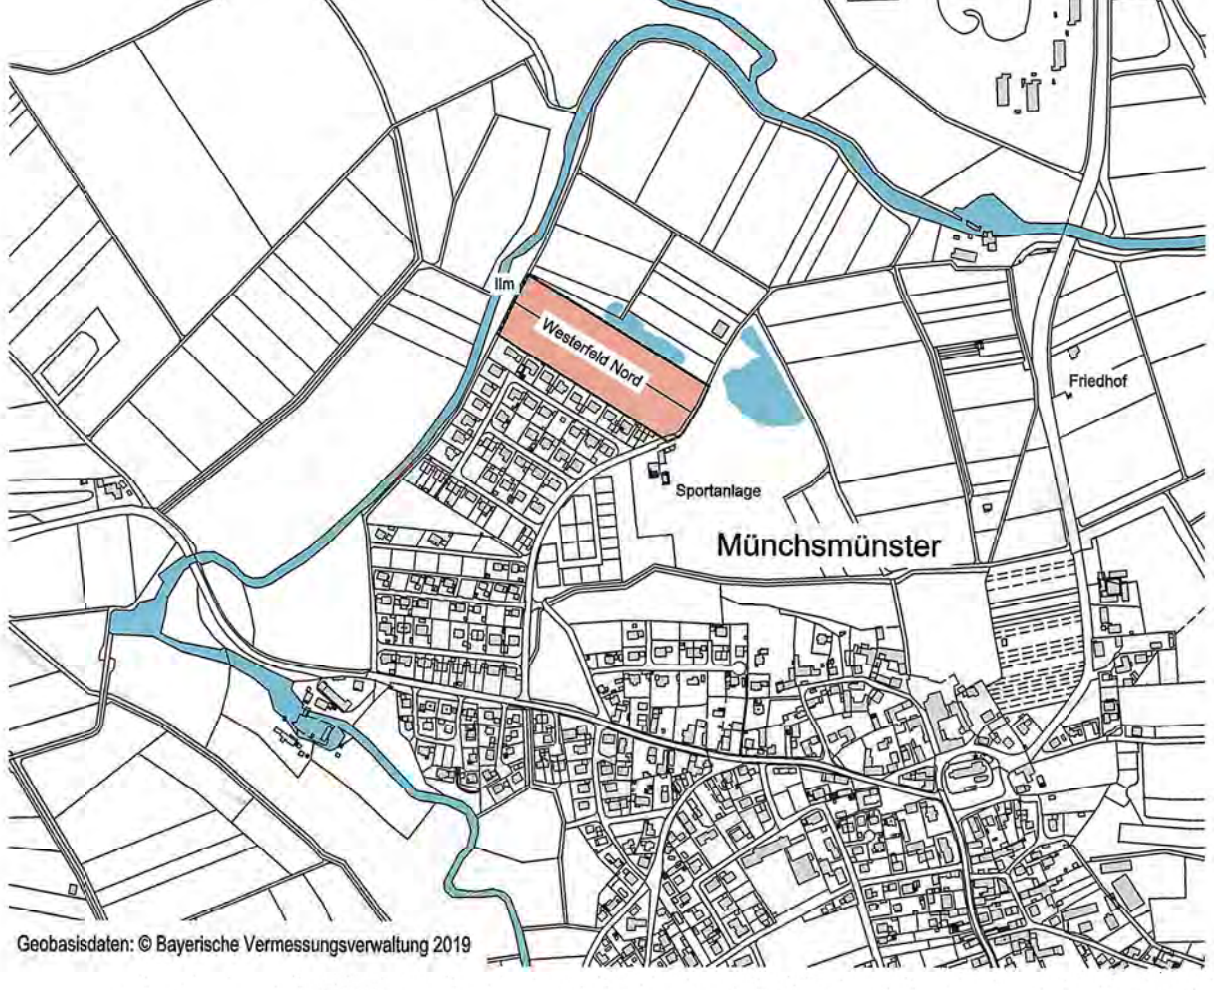 Ilm
Westerfeld Nord
Friedhof
Sportanlage
Münchsmünster
Geobasisdaten: © Bayerische Vermessungsverwaltung 2019